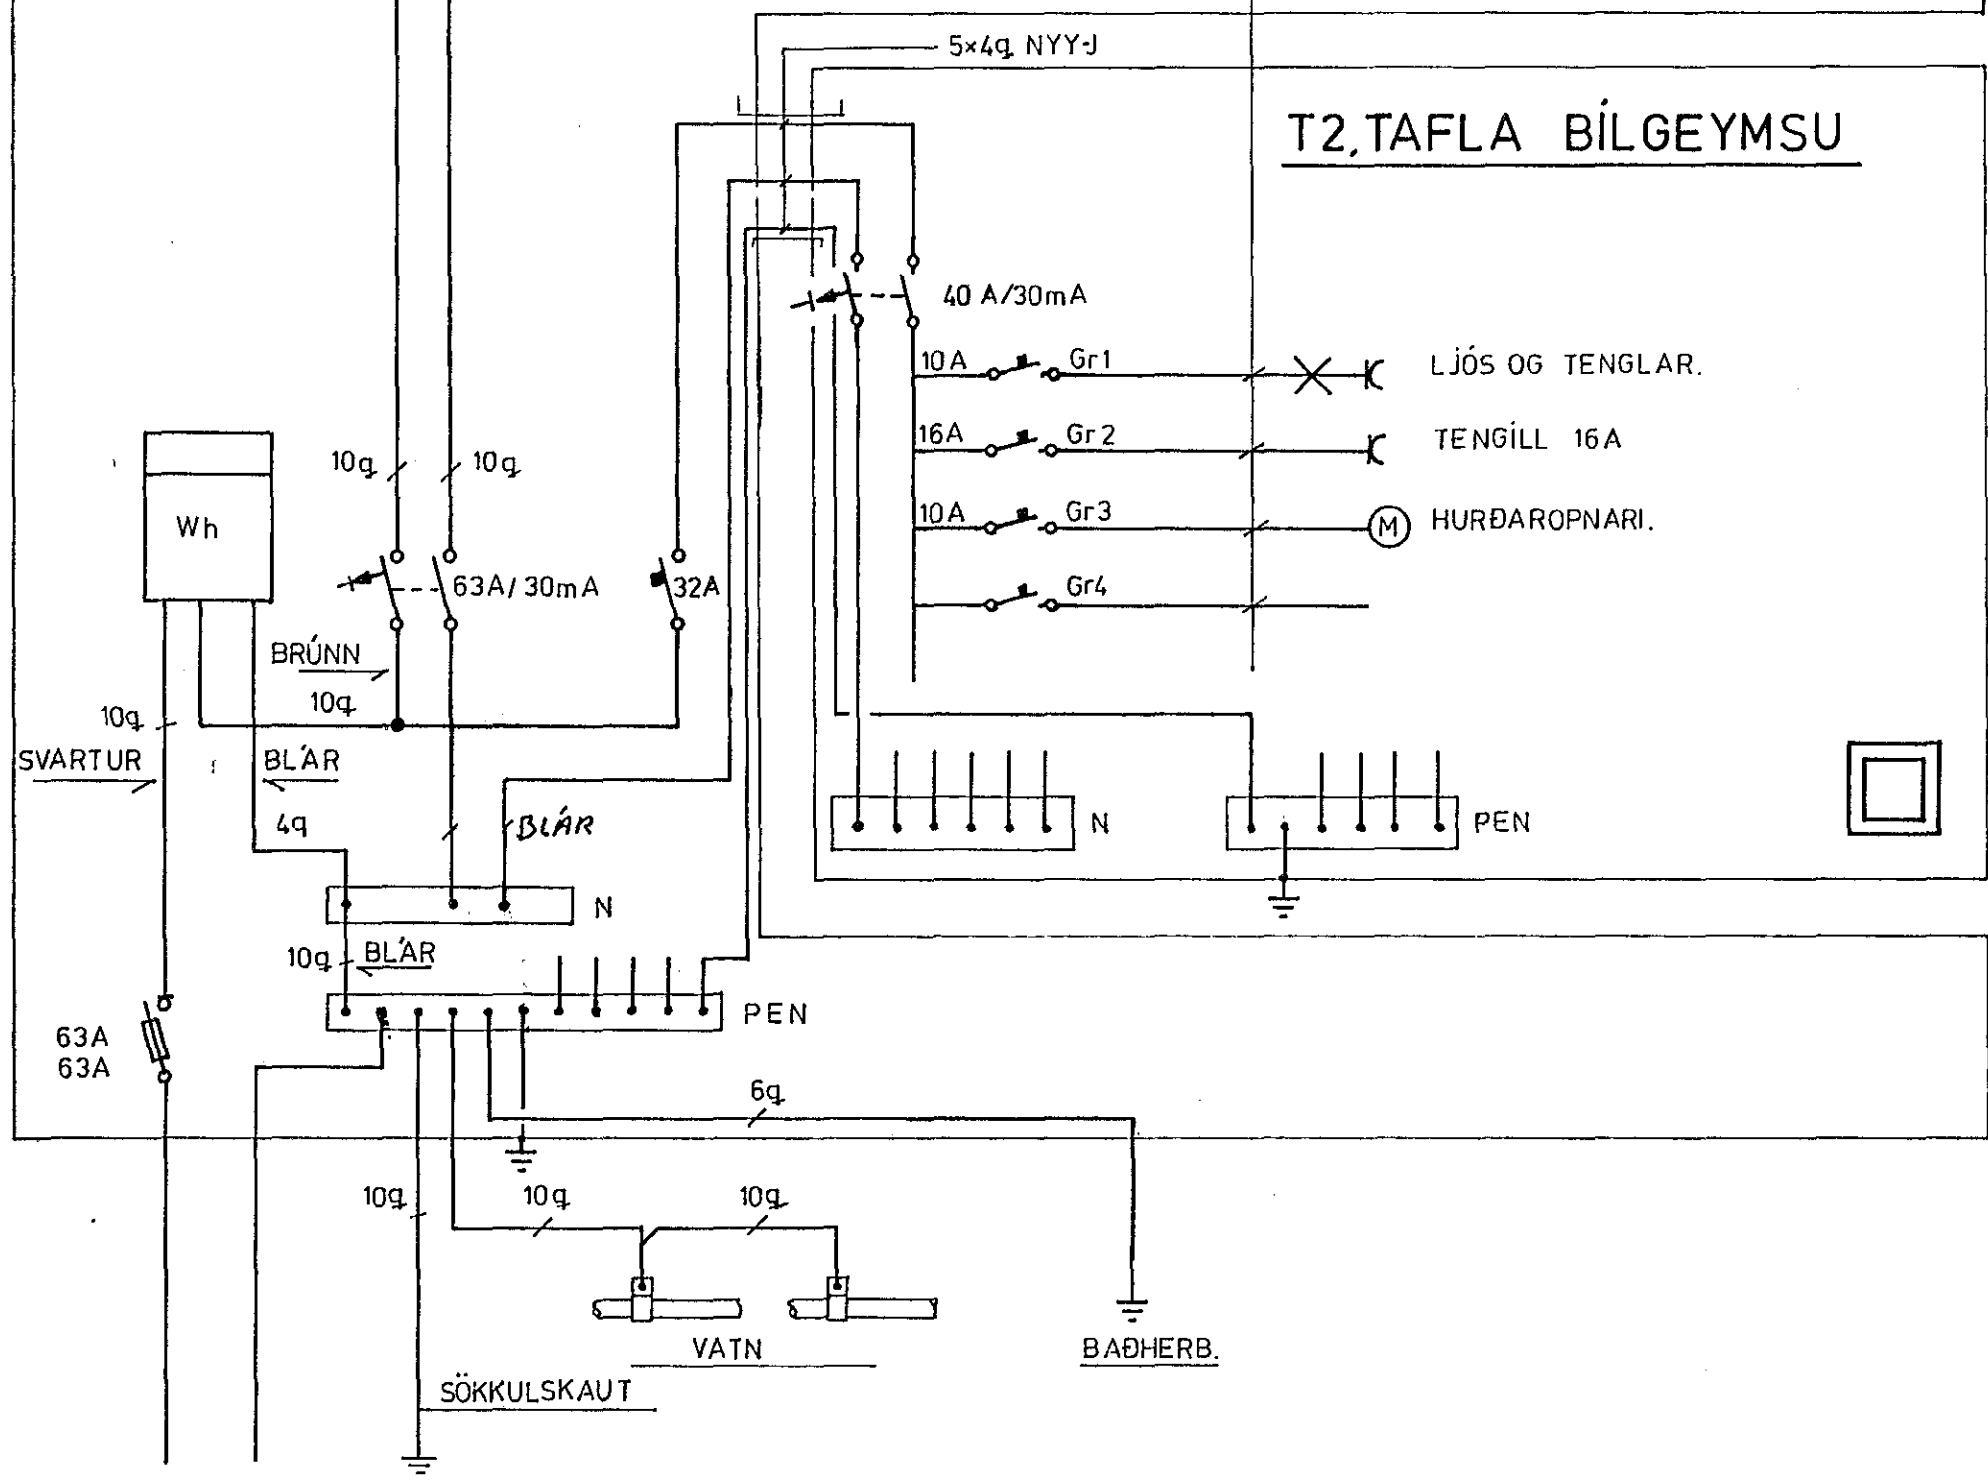 5×4q NYY-J
T2, TAFLA BÍLGEYMSU
40 A/30mA
10A Gr1 LJÓS OG TENGLAR.
16A Gr2 TENGÍLL 16A
10A Gr3 M HURÐAROPNARI.
Gr4
10q 10q
Wh
63A/30mA
32A
BRÚNN
10q
10q
SVARTUR
BLÁR
4q
BLÁR
N
PEN
N
10q BLÁR
PEN
63A
63A
6q
10q 10q 10q
VATN
BAÐHERB.
SÖKKULSKAUT